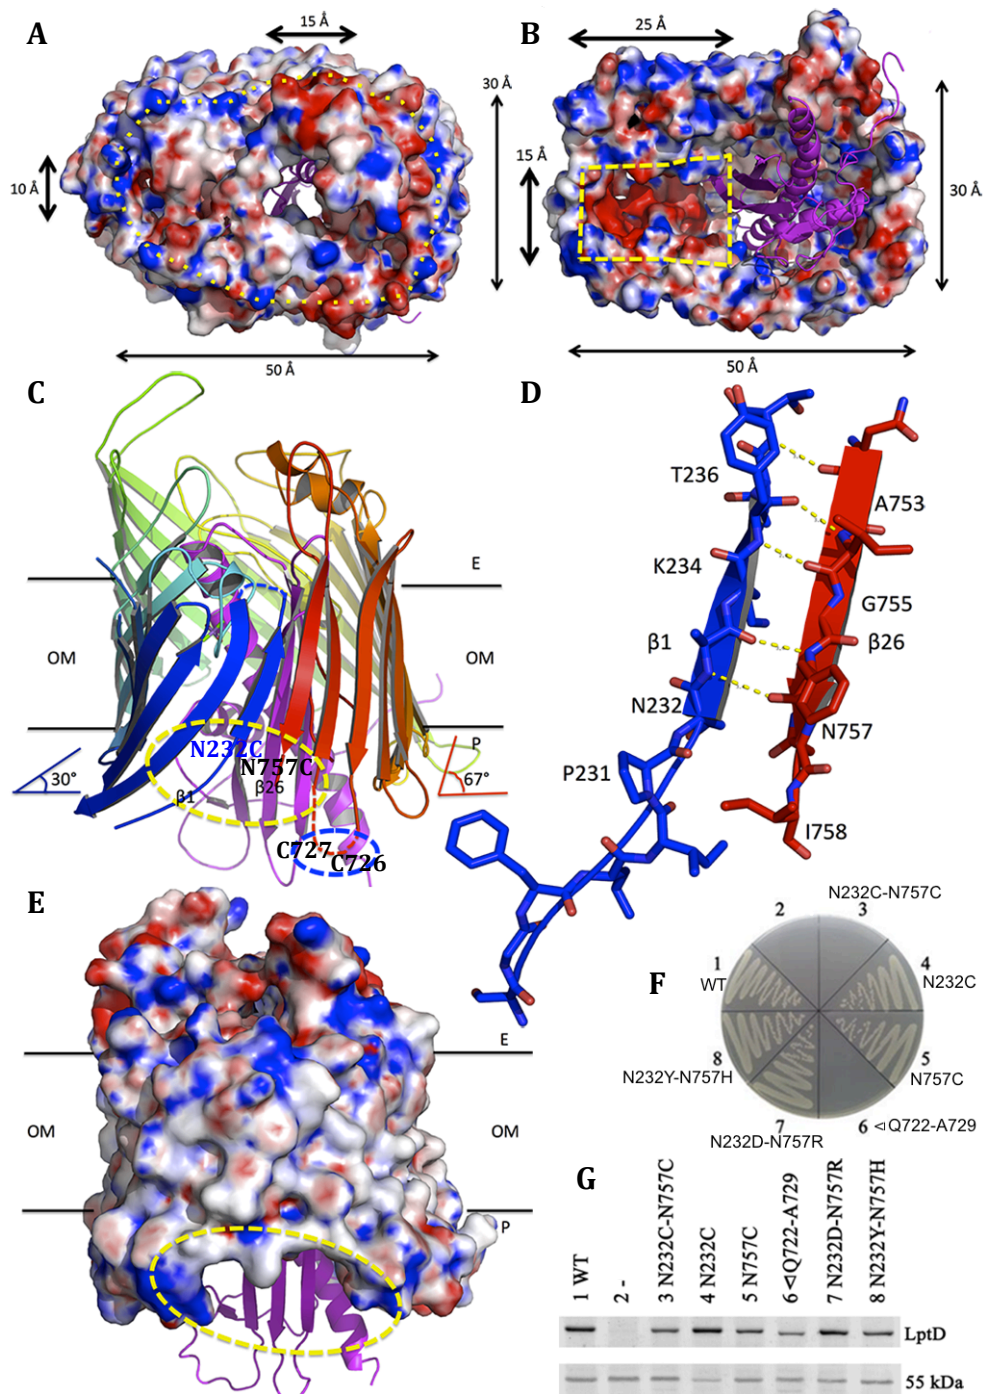 A
15 Å
30 Å
10 Å
50 Å
B
25 Å
15 Å
30 Å
50 Å
C
E
OM
OM
P
N232C
N757C
β1
β26
30°
67°
C727
C726
D
T236
A753
K234
G755
β1
β26
N232
N757
P231
I758
E
E
OM
OM
P
F
N232C-N757C
2
3
1
WT
4
N232C
8
N232Y-N757H
5
N757C
7
N232D-N757R
6 ⊲Q722-A729
G
1 WT
2 -
3 N232C-N757C
4 N232C
5 N757C
6 ⊲Q722-A729
7 N232D-N757R
8 N232Y-N757H
LptD
55 kDa